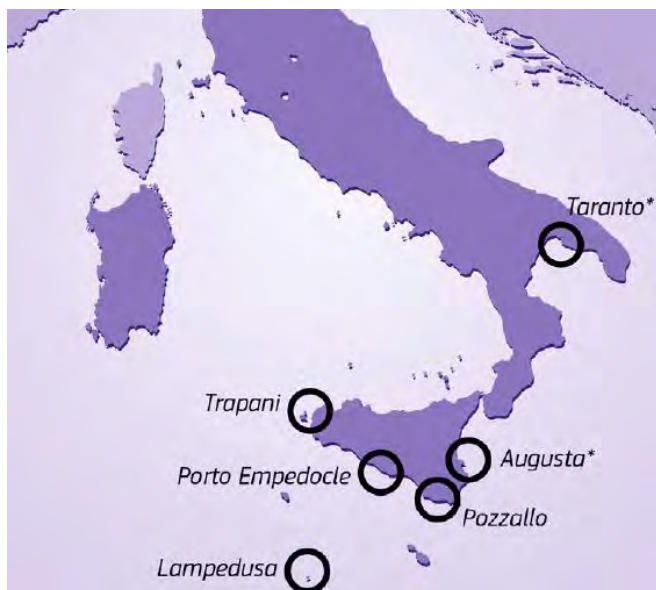 Taranto*
Trapani
Augusta*
Porto Empedocle
Pozzallo
Lampedusa